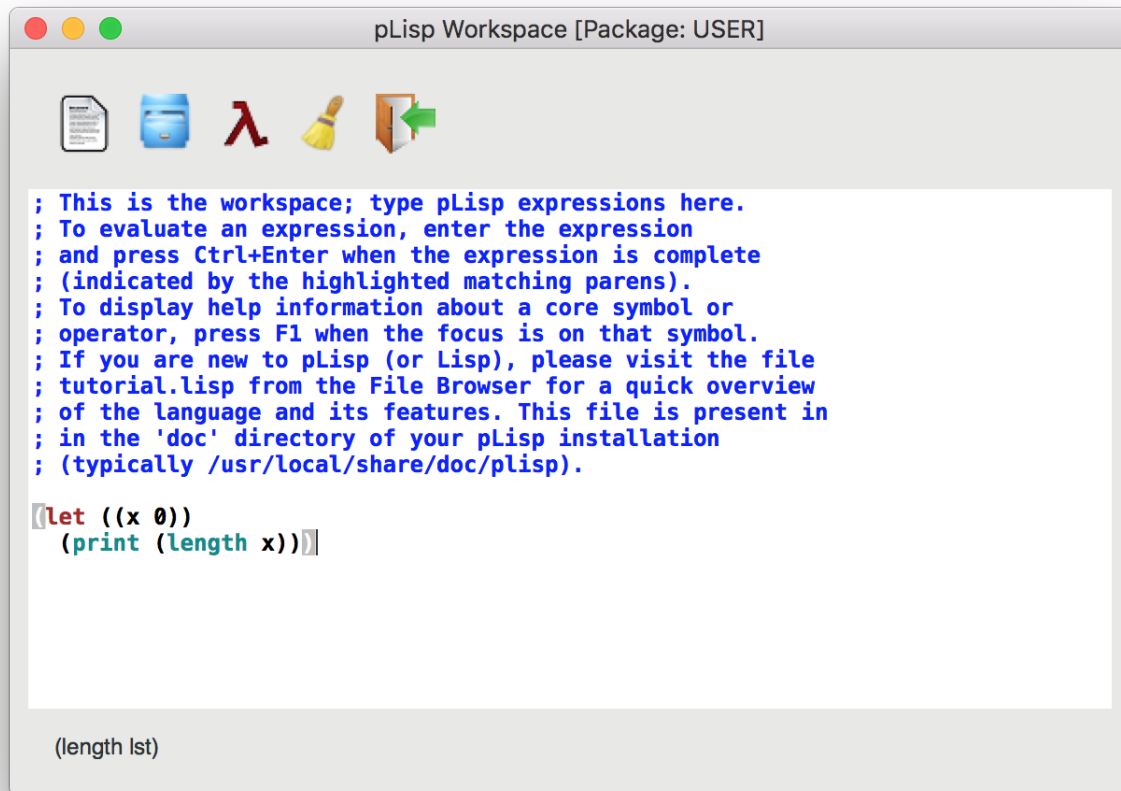 pLisp Workspace [Package: USER]
; This is the workspace; type pLisp expressions here.
; To evaluate an expression, enter the expression
; and press Ctrl+Enter when the expression is complete
; (indicated by the highlighted matching parens).
; To display help information about a core symbol or
; operator, press F1 when the focus is on that symbol.
; If you are new to pLisp (or Lisp), please visit the file
; tutorial.lisp from the File Browser for a quick overview
; of the language and its features. This file is present in
; in the 'doc' directory of your pLisp installation
; (typically /usr/local/share/doc/plisp).
(let ((x 0))
  (print (length x)))
(length lst)